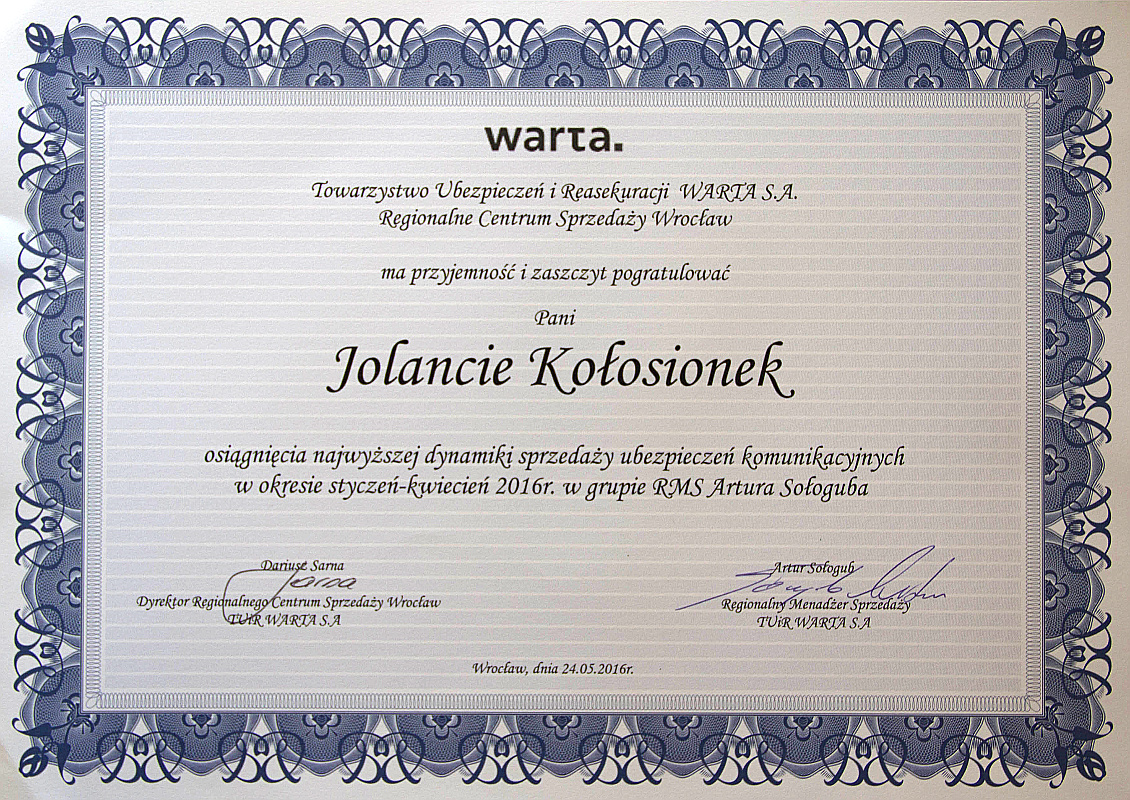 warta.
Towarzystwo Ubezpieczeń i Reasekuracji WARTA S.A.
Regionalne Centrum Sprzedaży Wrocław
ma przyjemność i zaszczyt pogratulować
Pani
Jolancie Kołosionek
osiągnięcia najwyższej dynamiki sprzedaży ubezpieczeń komunikacyjnych
w okresie styczeń-kwiecień 2016r. w grupie RMS Artura Sołoguba
Dariusz Sarna
Sarna
Dyrektor Regionalnego Centrum Sprzedaży Wrocław
TUiR WARTA S.A
Artur Sołogub
Regionalny Menadżer Sprzedaży
TUiR WARTA S.A
Wrocław, dnia 24.05.2016r.